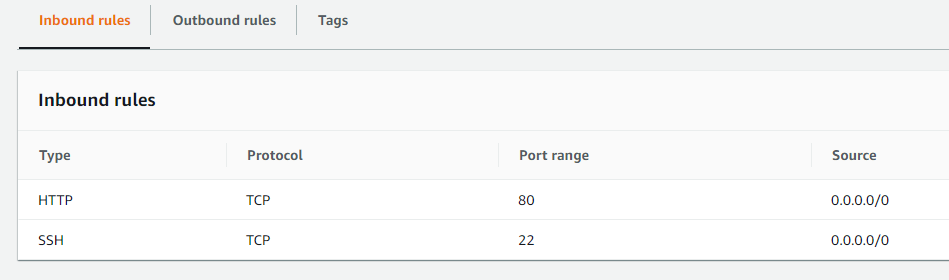 Inbound rules Outbound rules Tags
Inbound rules
Type Protocol Port range Source
HTTP TCP 80 0.0.0.0/0
SSH TCP 22 0.0.0.0/0